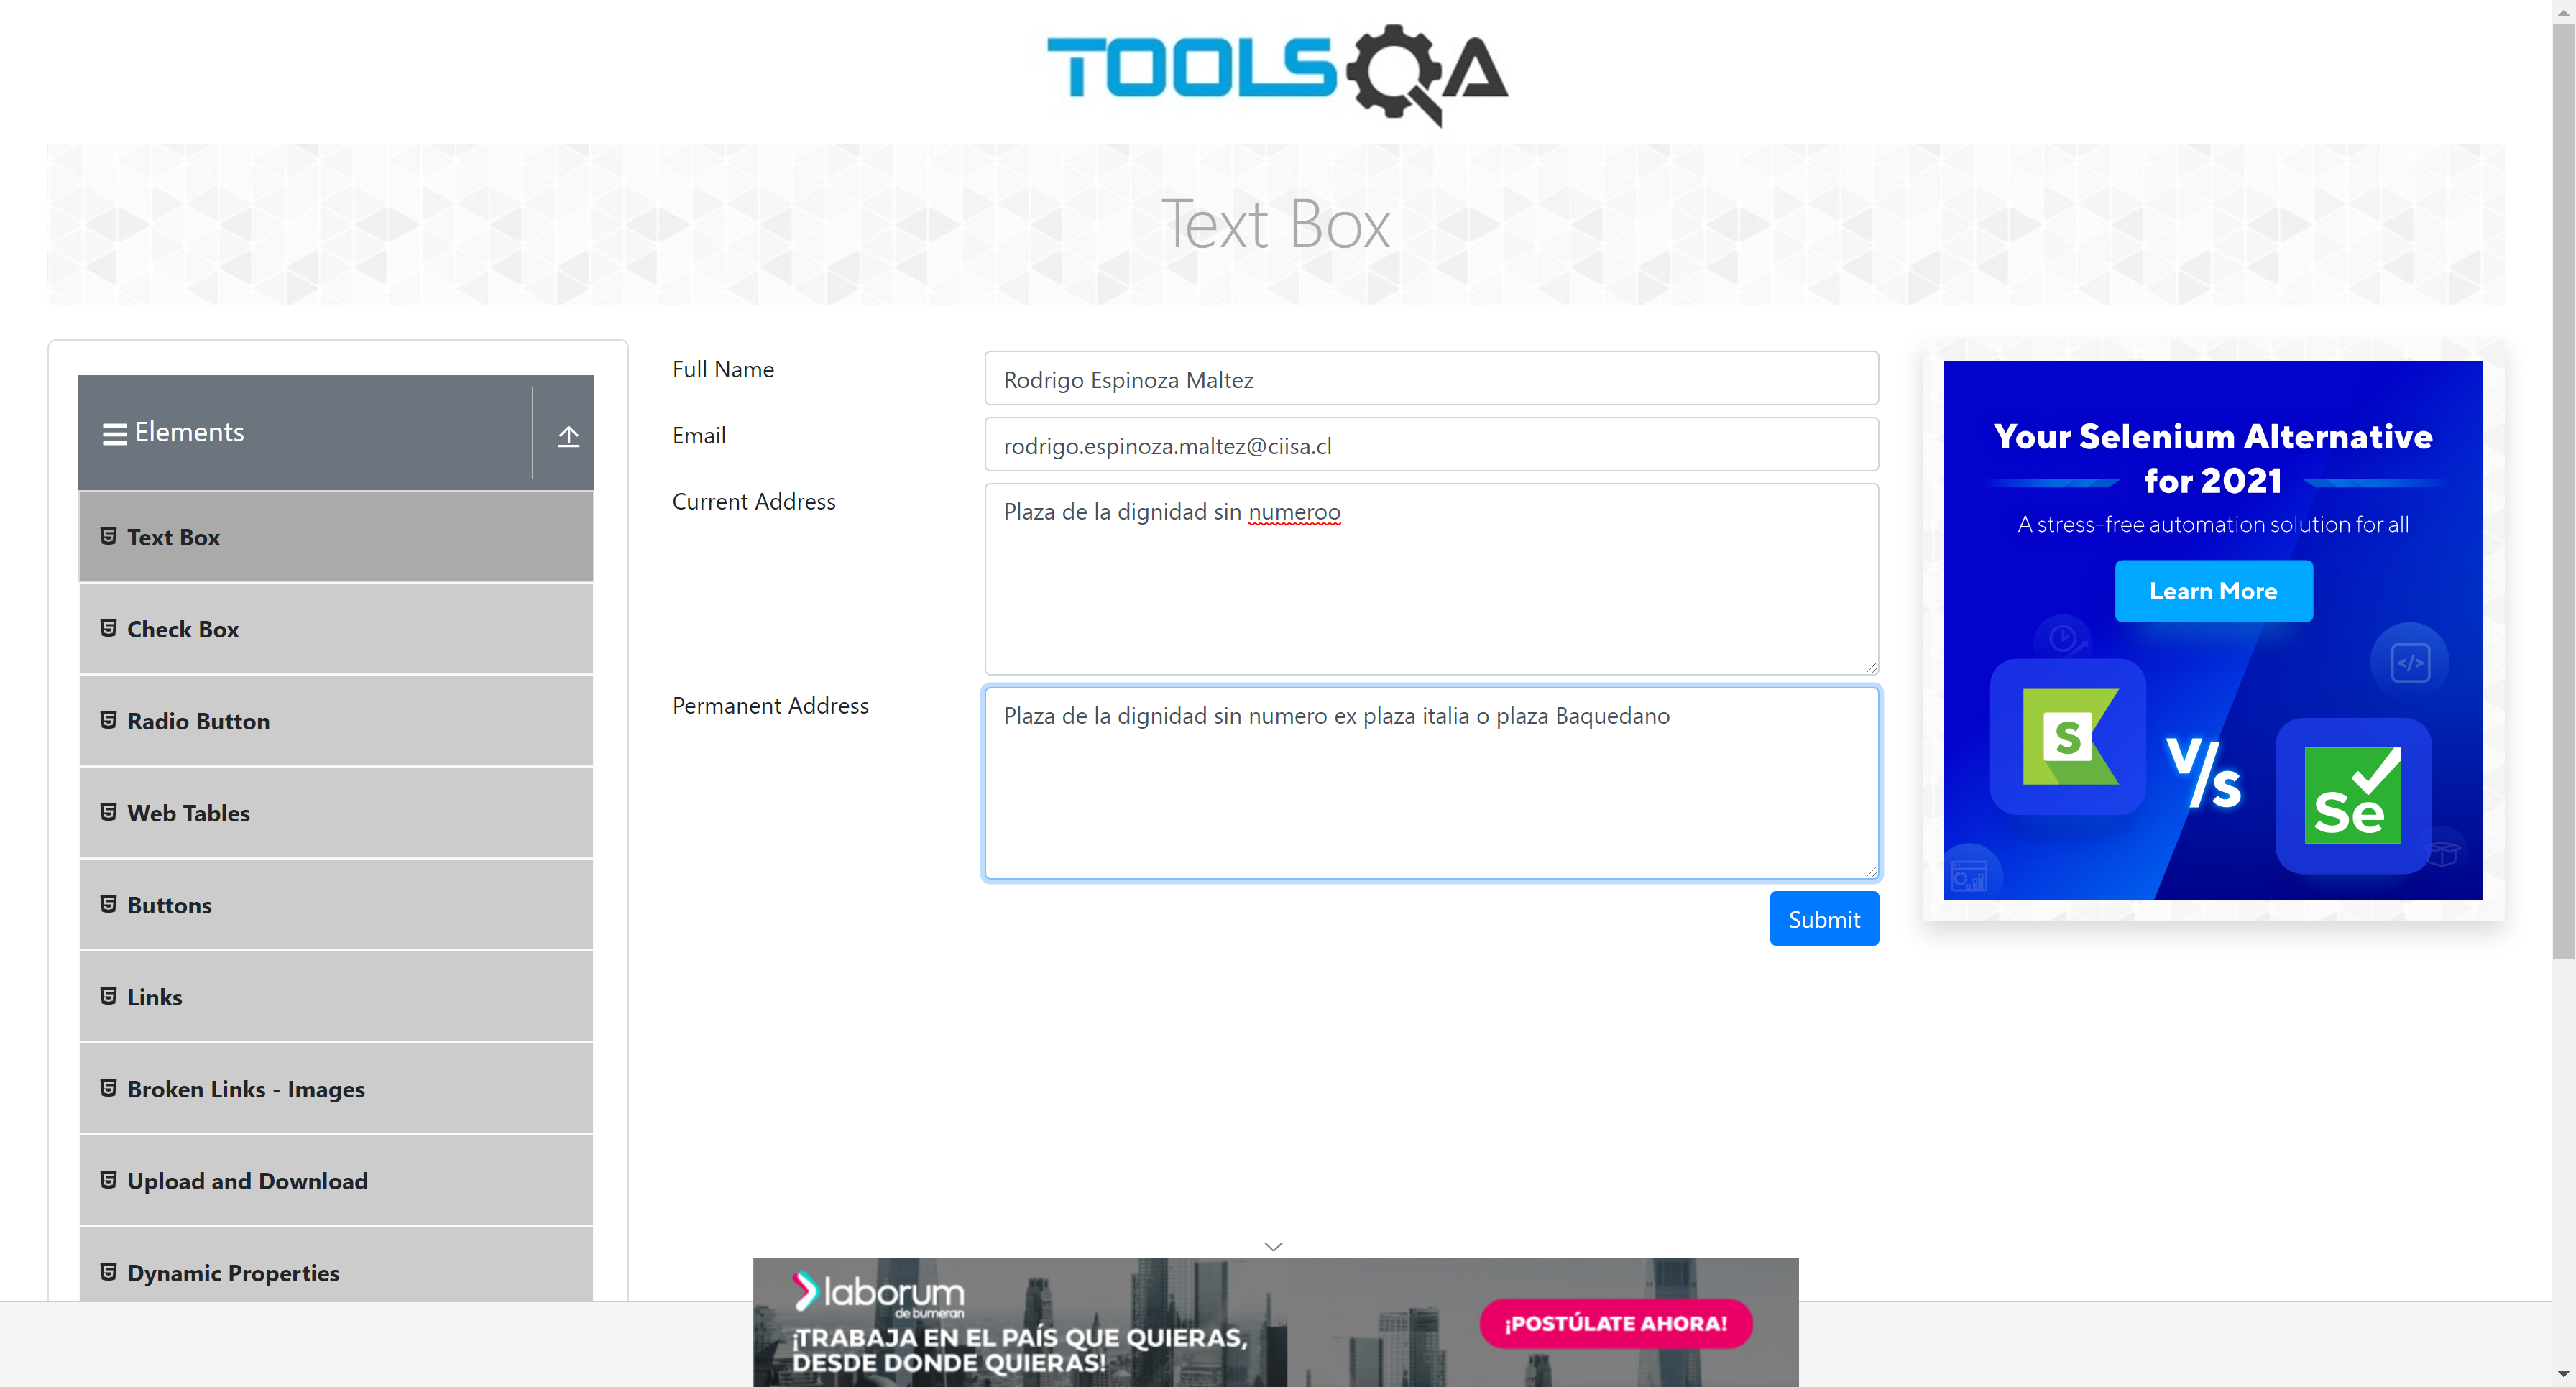 TOOLSQA
Text Box
Elements
Text Box
Check Box
Radio Button
Web Tables
Buttons
Links
Broken Links - Images
Upload and Download
Dynamic Properties
Full Name
Rodrigo Espinoza Maltez
Email
rodrigo.espinoza.maltez@ciisa.cl
Current Address
Plaza de la dignidad sin numeroo
Permanent Address
Plaza de la dignidad sin numero ex plaza italia o plaza Baquedano
Submit
Your Selenium Alternative
for 2021
A stress-free automation solution for all
Learn More
</>
S
V/s
Se
laborum
de bumeran
¡TRABAJA EN EL PAÍS QUE QUIERAS,
DESDE DONDE QUIERAS!
¡POSTÚLATE AHORA!